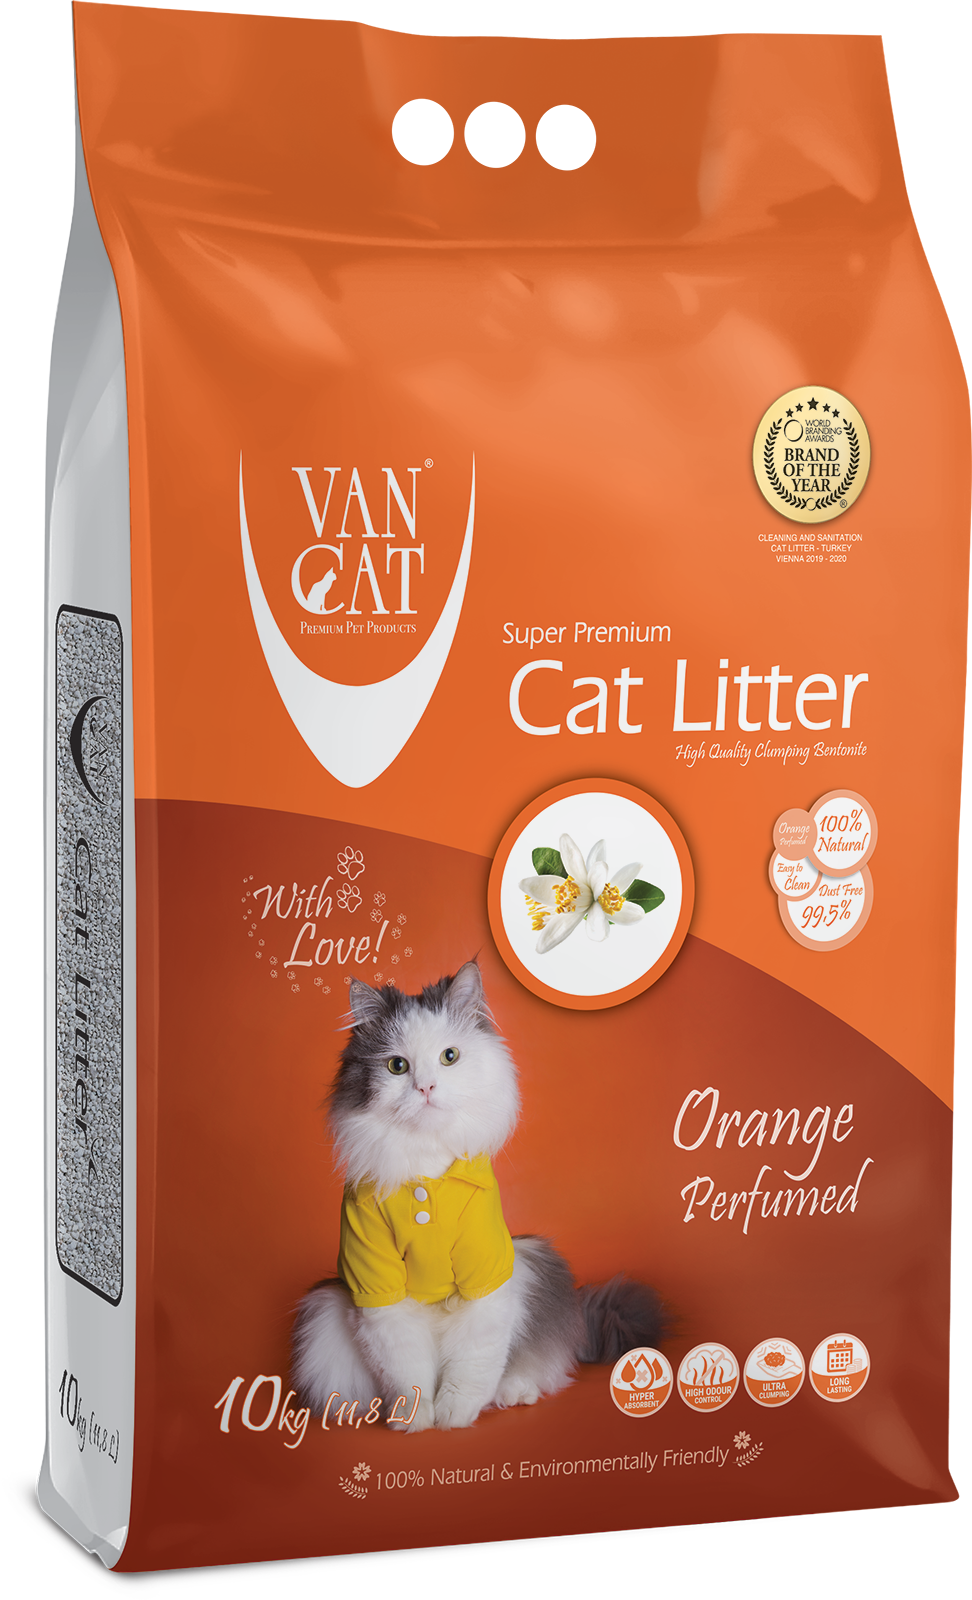 VAN®
CAT
PREMIUM PET PRODUCTS
WORLD
BRANDING
AWARDS
BRAND
OF THE
YEAR
®
CLEANING AND SANITATION
CAT LITTER - TURKEY
VIENNA 2019 - 2020
Super Premium
Cat Litter
High Quality Clumping Bentonite
Orange
Perfumed
100%
Natural
Easy to
Clean
Dust Free
99,5%
With
Love!
Orange
Perfumed
HYPER
ABSORBENT
HIGH ODOUR
CONTROL
ULTRA
CLUMPING
LONG
LASTING
10kg (11,8 L)
100% Natural & Environmentally Friendly
VAN
CAT
Cat Litter
10kg (11,8 L)